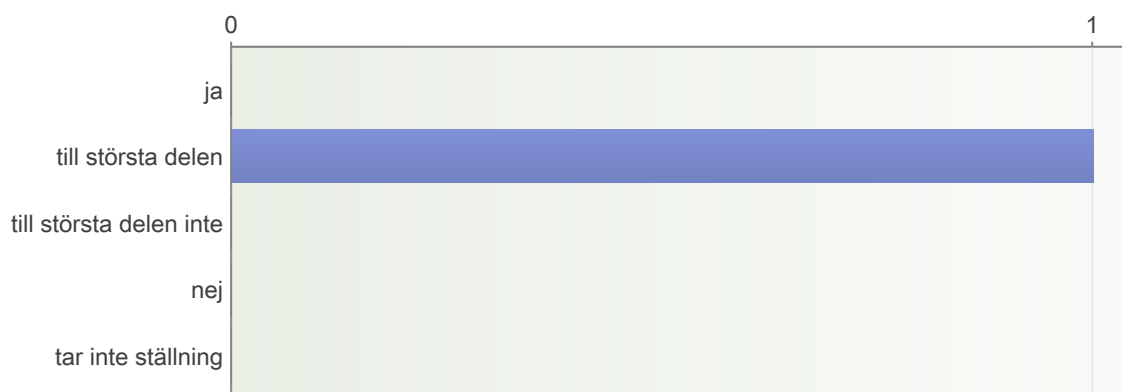 0 1
ja
till största delen
till största delen inte
nej
tar inte ställning